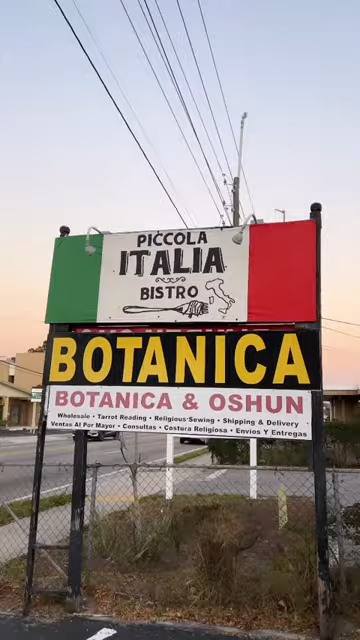 PICCOLA
ITALIA
BISTRO
BOTANICA
BOTANICA & OSHUN
Wholesale • Tarrot Reading • Religious Sewing • Shipping & Delivery
Ventas Al Por Mayor • Consultas • Costura Religiosa • Envios Y Entregas